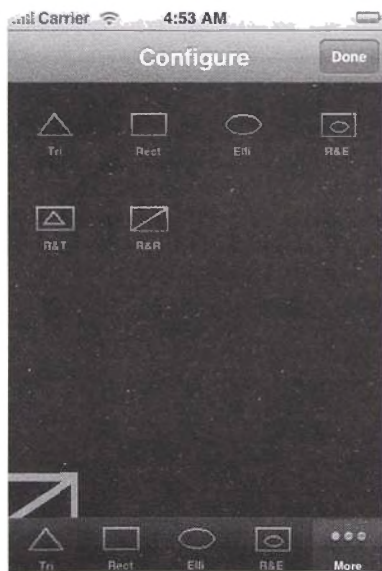 Carrier 4:53 AM
Configure Done
Tri Rect Elli R&E
R&T R&R
Tri Rect Elli R&E More